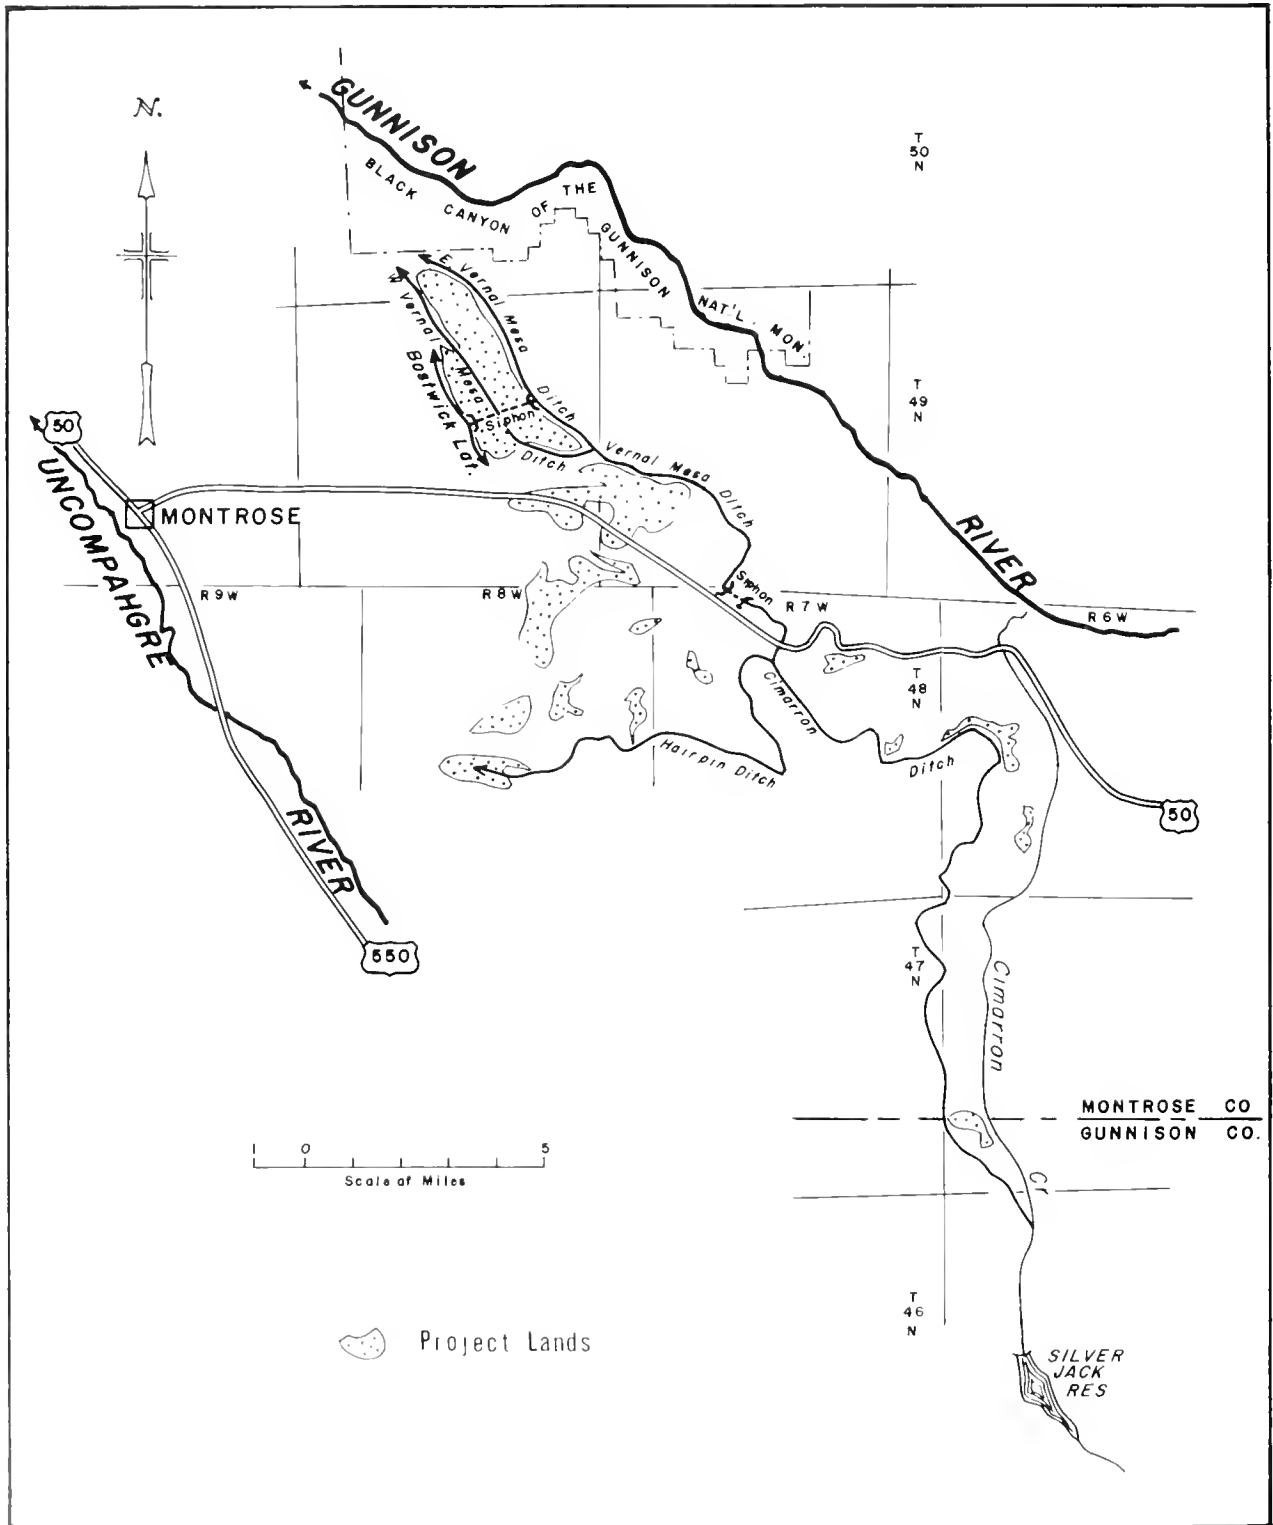 N.
GUNNISON
BLACK CANYON OF THE GUNNISON NAT'L. MON.
T
50
N
E. Vernal Mesa Ditch
W. Vernal Mesa Ditch
Bostwick Lat.
Siphon
T
49
N
50
UNCOMPAHGRE
MONTROSE
Vernal Mesa Ditch
RIVER
Siphon
R 9 W
R 8 W
R 7 W
R 6 W
T
48
N
Cimarron
Ditch
Hairpin Ditch
50
RIVER
550
T
47
N
Cimarron
Cr
MONTROSE CO
GUNNISON CO.
1 0 5
Scale of Miles
T
46
N
Project Lands
SILVER
JACK
RES